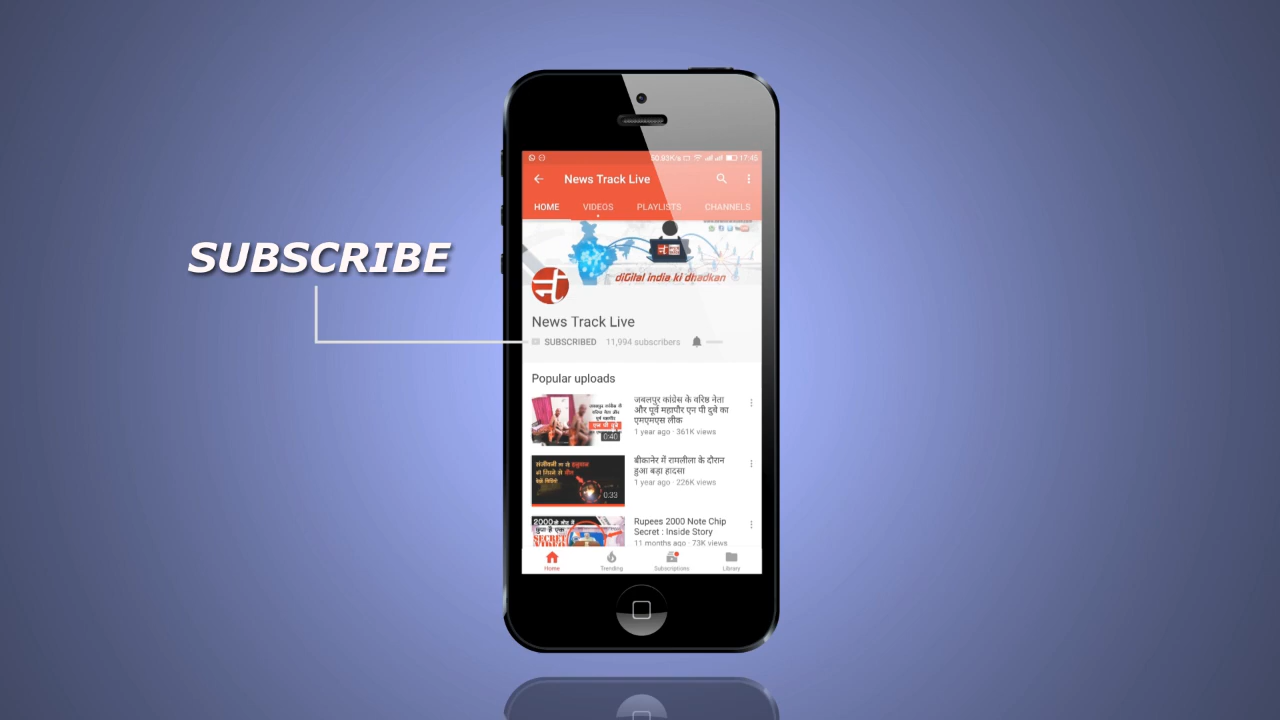 SUBSCRIBE
17:45
News Track Live
HOME VIDEOS PLAYLISTS CHANNELS
diGital india ki dhadkan
News Track Live
SUBSCRIBED 11,994 subscribers
Popular uploads
जबलपुर कांग्रेस के वरिष्ठ नेता
और पूर्व महापौर एन पी दुबे का
एमएमएस लीक
1 year ago · 361K views
0:40
बीकानेर में रामलीला के दौरान
हुआ बड़ा हादसा
1 year ago · 226K views
0:33
Rupees 2000 Note Chip
Secret : Inside Story
11 months ago · 73K views
SECRET
Home Trending Subscriptions Library